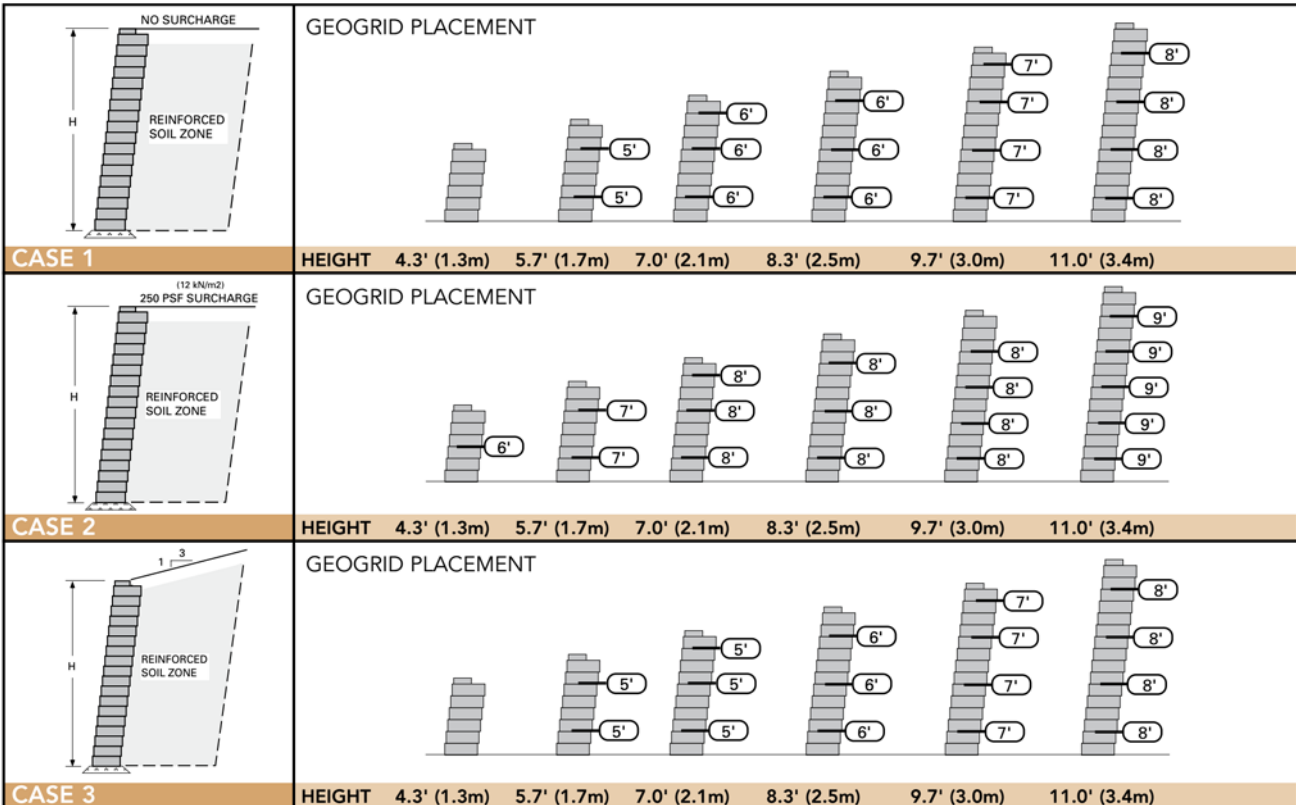 NO SURCHARGE
H
REINFORCED
SOIL ZONE
CASE 1
GEOGRID PLACEMENT
5'
5'
6'
6'
6'
6'
6'
6'
7'
7'
7'
7'
8'
8'
8'
8'
HEIGHT 4.3' (1.3m) 5.7' (1.7m) 7.0' (2.1m) 8.3' (2.5m) 9.7' (3.0m) 11.0' (3.4m)
(12 kN/m2)
250 PSF SURCHARGE
H
REINFORCED
SOIL ZONE
CASE 2
GEOGRID PLACEMENT
6'
7'
7'
8'
8'
8'
8'
8'
8'
8'
8'
8'
8'
9'
9'
9'
9'
9'
HEIGHT 4.3' (1.3m) 5.7' (1.7m) 7.0' (2.1m) 8.3' (2.5m) 9.7' (3.0m) 11.0' (3.4m)
3
1
H
REINFORCED
SOIL ZONE
CASE 3
GEOGRID PLACEMENT
5'
5'
5'
5'
5'
6'
6'
6'
7'
7'
7'
7'
8'
8'
8'
8'
HEIGHT 4.3' (1.3m) 5.7' (1.7m) 7.0' (2.1m) 8.3' (2.5m) 9.7' (3.0m) 11.0' (3.4m)